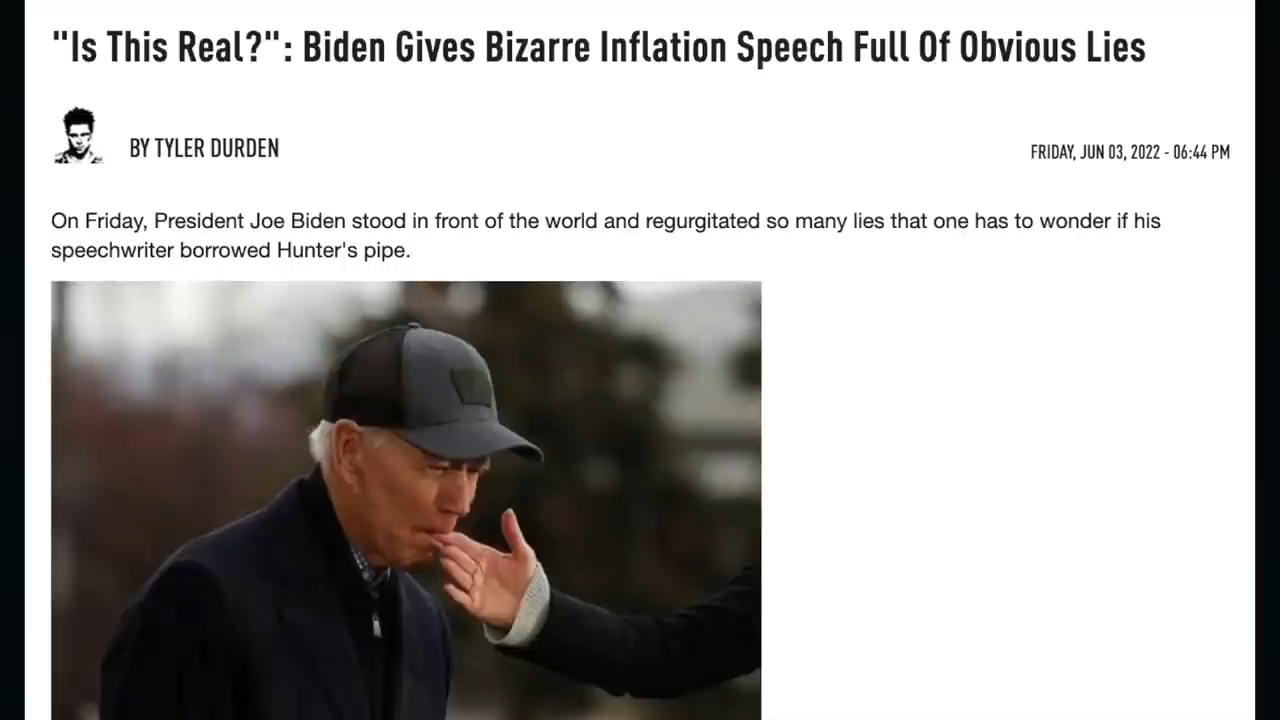 "Is This Real?": Biden Gives Bizarre Inflation Speech Full Of Obvious Lies
BY TYLER DURDEN
FRIDAY, JUN 03, 2022 - 06:44 PM
On Friday, President Joe Biden stood in front of the world and regurgitated so many lies that one has to wonder if his
speechwriter borrowed Hunter's pipe.